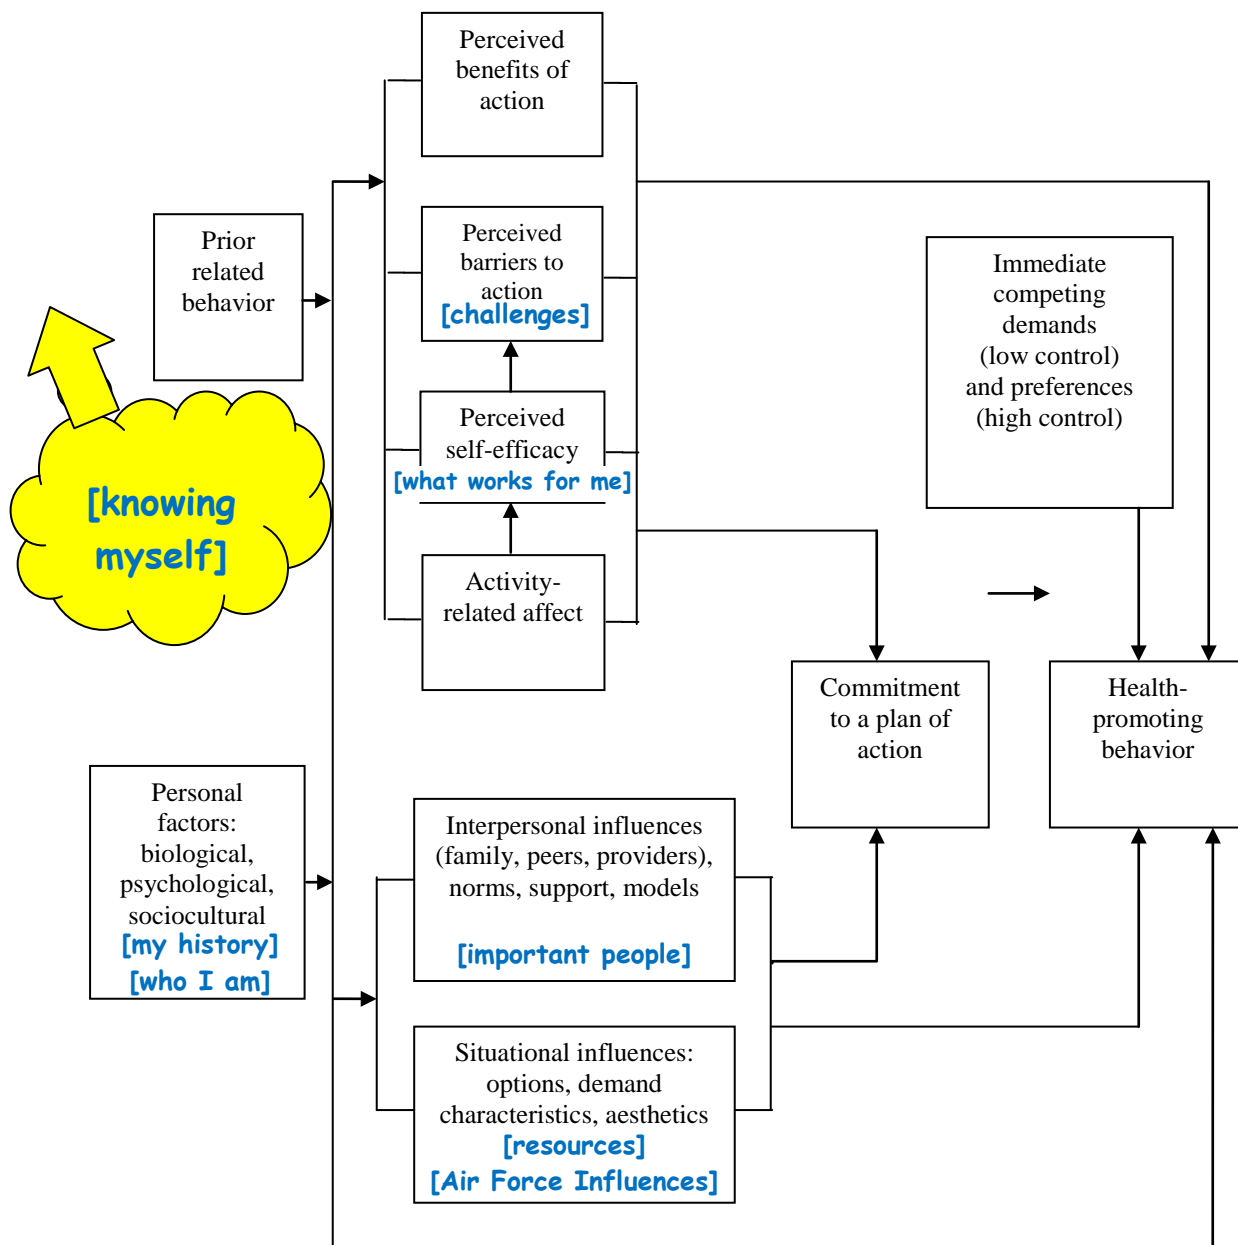 Perceived
benefits of
action
Prior
related
behavior
Perceived
barriers to
action
[challenges]
Immediate
competing
demands
(low control)
and preferences
(high control)
Perceived
self-efficacy
[what works for me]
[knowing
myself]
Activity-
related affect
Commitment
to a plan of
action
Health-
promoting
behavior
Personal
factors:
biological,
psychological,
sociocultural
[my history]
[who I am]
Interpersonal influences
(family, peers, providers),
norms, support, models
[important people]
Situational influences:
options, demand
characteristics, aesthetics
[resources]
[Air Force Influences]